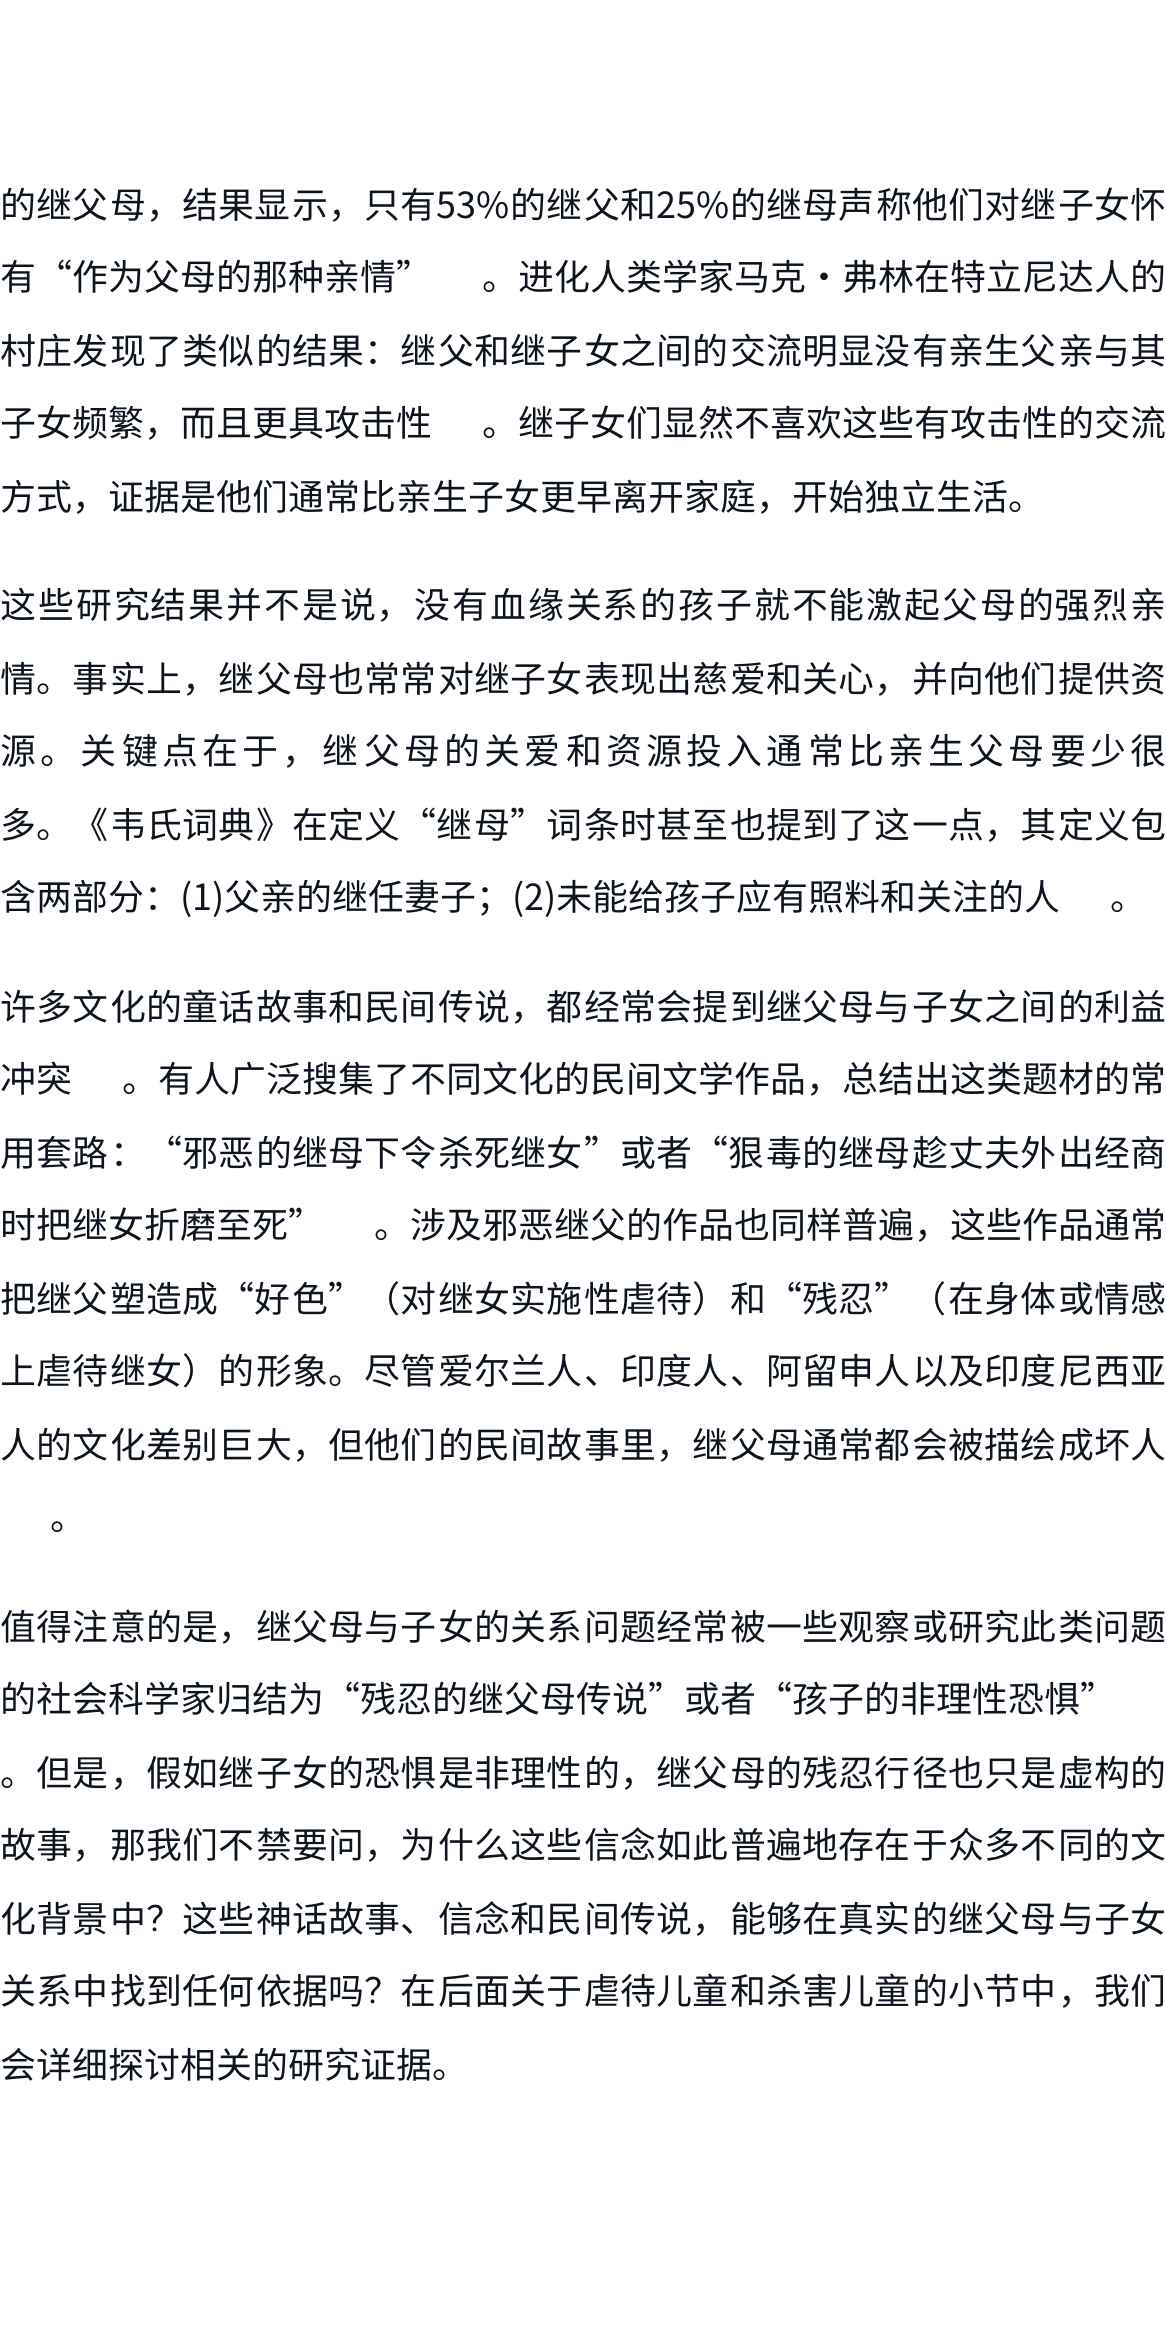 的继父母，结果显示，只有53%的继父和25%的继母声称他们对继子女怀
有“作为父母的那种亲情”　。进化人类学家马克·弗林在特立尼达人的
村庄发现了类似的结果：继父和继子女之间的交流明显没有亲生父亲与其
子女频繁，而且更具攻击性　。继子女们显然不喜欢这些有攻击性的交流
方式，证据是他们通常比亲生子女更早离开家庭，开始独立生活。
这些研究结果并不是说，没有血缘关系的孩子就不能激起父母的强烈亲
情。事实上，继父母也常常对继子女表现出慈爱和关心，并向他们提供资
源。关键点在于，继父母的关爱和资源投入通常比亲生父母要少很
多。《韦氏词典》在定义“继母”词条时甚至也提到了这一点，其定义包
含两部分：(1)父亲的继任妻子；(2)未能给孩子应有照料和关注的人　。
许多文化的童话故事和民间传说，都经常会提到继父母与子女之间的利益
冲突　。有人广泛搜集了不同文化的民间文学作品，总结出这类题材的常
用套路：“邪恶的继母下令杀死继女”或者“狠毒的继母趁丈夫外出经商
时把继女折磨至死”　。涉及邪恶继父的作品也同样普遍，这些作品通常
把继父塑造成“好色”（对继女实施性虐待）和“残忍”（在身体或情感
上虐待继女）的形象。尽管爱尔兰人、印度人、阿留申人以及印度尼西亚
人的文化差别巨大，但他们的民间故事里，继父母通常都会被描绘成坏人
。
值得注意的是，继父母与子女的关系问题经常被一些观察或研究此类问题
的社会科学家归结为“残忍的继父母传说”或者“孩子的非理性恐惧”
。但是，假如继子女的恐惧是非理性的，继父母的残忍行径也只是虚构的
故事，那我们不禁要问，为什么这些信念如此普遍地存在于众多不同的文
化背景中？这些神话故事、信念和民间传说，能够在真实的继父母与子女
关系中找到任何依据吗？在后面关于虐待儿童和杀害儿童的小节中，我们
会详细探讨相关的研究证据。